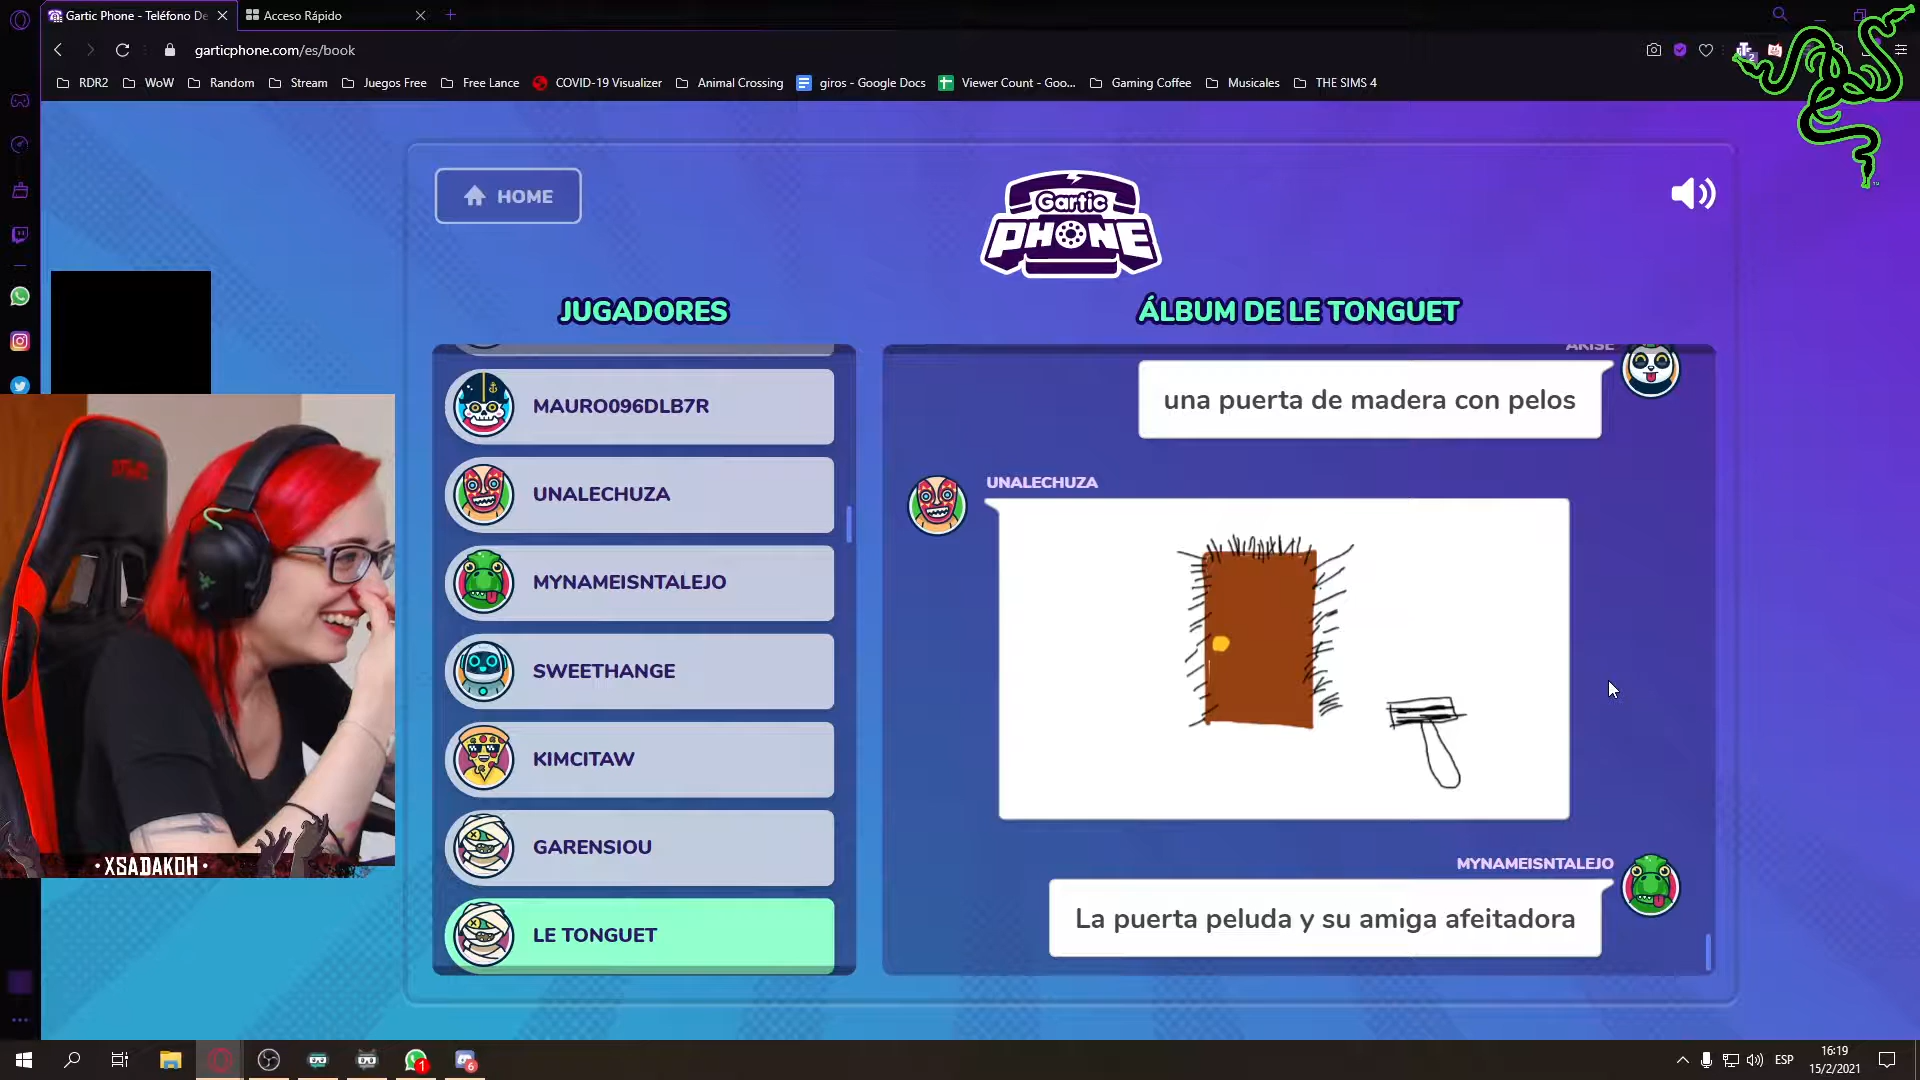 Gartic Phone - Teléfono De
Acceso Rápido
garticphone.com/es/book
RDR2
WoW
Random
Stream
Juegos Free
Free Lance
COVID-19 Visualizer
Animal Crossing
giros - Google Docs
Viewer Count - Goo...
Gaming Coffee
Musicales
THE SIMS 4
HOME
Gartic
PHONE
JUGADORES
ÁLBUM DE LE TONGUET
MAURO096DLB7R
UNALECHUZA
MYNAMEISNTALEJO
SWEETHANGE
KIMCITAW
GARENSIOU
LE TONGUET
ARISE
una puerta de madera con pelos
UNALECHUZA
MYNAMEISNTALEJO
La puerta peluda y su amiga afeitadora
• XSADAKOH •
1
6
ESP
16:19
15/2/2021